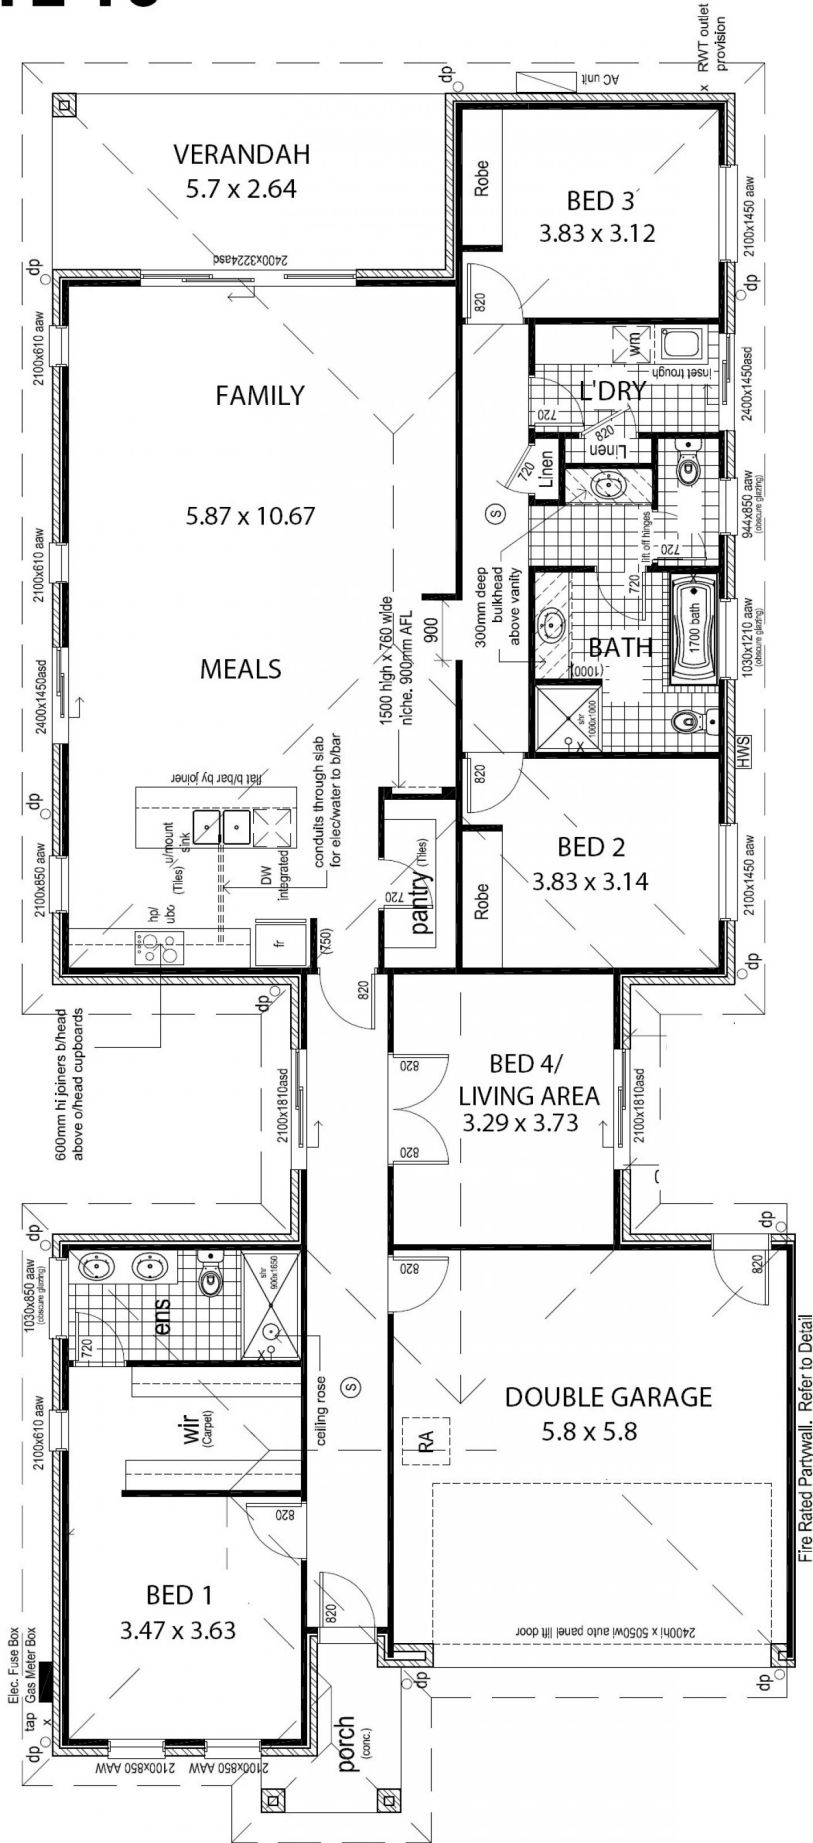 RWT outlet
provision
dp
AC unit
VERANDAH
5.7 x 2.64
Robe
BED 3
3.83 x 3.12
2100x1450 aaw
dp
2400x3224asd
dp
820
2100x610 aaw
FAMILY
wm
inset trough
L'DRY
2400x1450asd
720
820
Linen
720
Linen
5.87 x 10.67
S
944x850 aaw
(obscure glazing)
lift off hinges
720
2100x610 aaw
300mm deep
bulkhead
above vanity
720
1500 high x 760 wide
niche. 900mm AFL
900
BATH
(1000)
1700 bath
1030x1210 aaw
(obscure glazing)
MEALS
2400x1450asd
shr
1000x1000
X
HWS
820
flat b/bar by joiner
conduits through slab
for elec/water to b/bar
dp
u/mount
sink
(Tiles)
DW
integrated
BED 2
3.83 x 3.14
2100x850 aaw
hp/
ubo
pantry (Tiles)
720
Robe
2100x1450 aaw
fr
(750)
820
dp
dp
600mm hi joiners b/head
above o/head cupboards
820
BED 4/
LIVING AREA
3.29 x 3.73
2100x1810asd
820
2100x1810asd
dp
dp
1030x850 aaw
(obscure glazing)
ens
shr
900x1650
820
820
720
X
ceiling rose
2100x610 aaw
wir
(Carpet)
S
DOUBLE GARAGE
5.8 x 5.8
RA
Fire Rated Partywall. Refer to Detail
820
BED 1
3.47 x 3.63
820
2400hi x 5050wi auto panel lift door
Elec. Fuse Box
Gas Meter Box
tap x
dp
dp
dp
2100x850 AAW
2100x850 AAW
porch
(conc.)